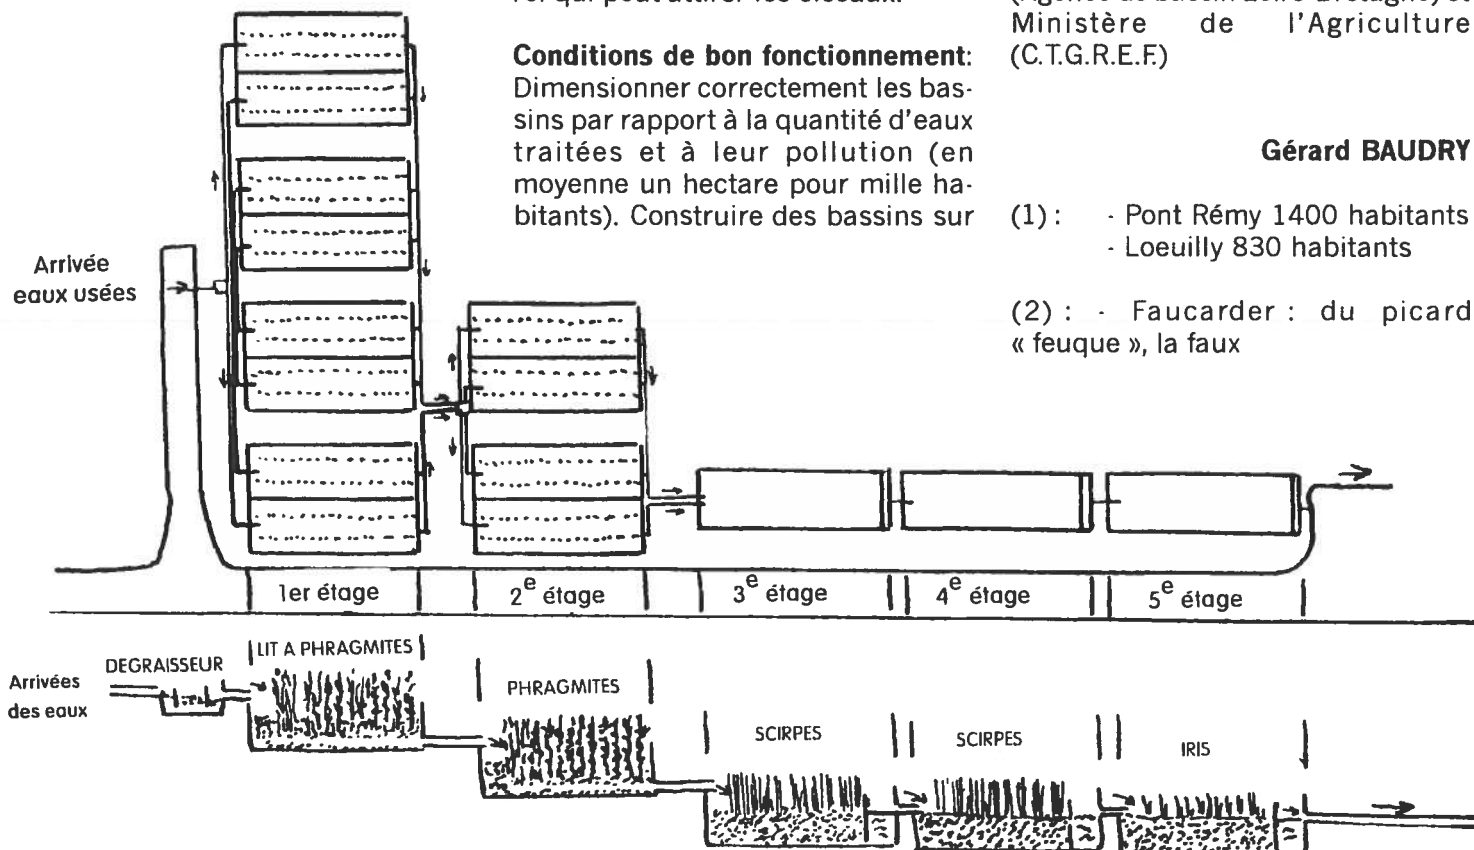 Conditions de bon fonctionnement:
Dimensionner correctement les bas-
sins par rapport à la quantité d'eaux
traitées et à leur pollution (en
moyenne un hectare pour mille ha-
bitants). Construire des bassins sur
Ministère de l'Agriculture
(C.T.G.R.E.F.)
Gérard BAUDRY
(1) : - Pont Rémy 1400 habitants
- Loeuilly 830 habitants
(2) : - Faucarder : du picard
« feuque », la faux
Arrivée
eaux usées
1er étage
2e étage
3e étage
4e étage
5e étage
Arrivées
des eaux
DEGRAISSEUR
LIT A PHRAGMITES
PHRAGMITES
SCIRPES
SCIRPES
IRIS